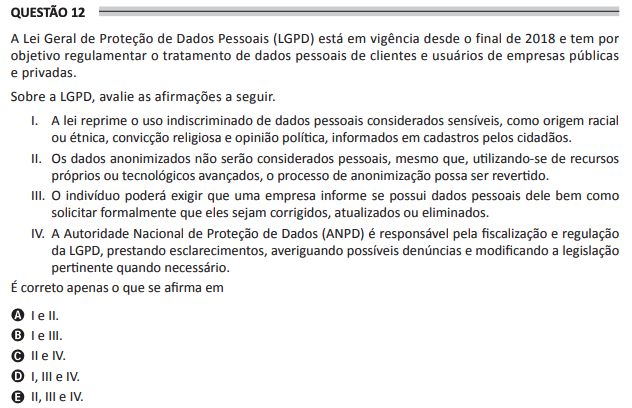 QUESTÃO 12
A Lei Geral de Proteção de Dados Pessoais (LGPD) está em vigência desde o final de 2018 e tem por
objetivo regulamentar o tratamento de dados pessoais de clientes e usuários de empresas públicas
e privadas.
Sobre a LGPD, avalie as afirmações a seguir.
I. A lei reprime o uso indiscriminado de dados pessoais considerados sensíveis, como origem racial
ou étnica, convicção religiosa e opinião política, informados em cadastros pelos cidadãos.
II. Os dados anonimizados não serão considerados pessoais, mesmo que, utilizando-se de recursos
próprios ou tecnológicos avançados, o processo de anonimização possa ser revertido.
III. O indivíduo poderá exigir que uma empresa informe se possui dados pessoais dele bem como
solicitar formalmente que eles sejam corrigidos, atualizados ou eliminados.
IV. A Autoridade Nacional de Proteção de Dados (ANPD) é responsável pela fiscalização e regulação
da LGPD, prestando esclarecimentos, averiguando possíveis denúncias e modificando a legislação
pertinente quando necessário.
É correto apenas o que se afirma em
A I e II.
B I e III.
C II e IV.
D I, III e IV.
E II, III e IV.